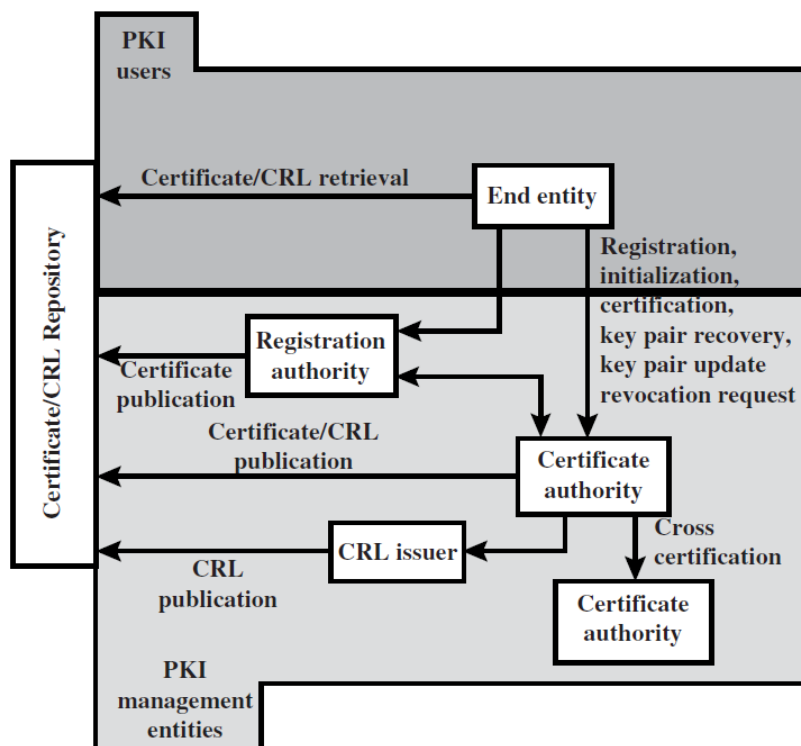 PKI
users
Certificate/CRL retrieval
End entity
Certificate/CRL Repository
Registration,
initialization,
certification,
key pair recovery,
key pair update
revocation request
Registration
authority
Certificate
publication
Certificate/CRL
publication
Certificate
authority
CRL issuer
CRL
publication
Cross
certification
Certificate
authority
PKI
management
entities